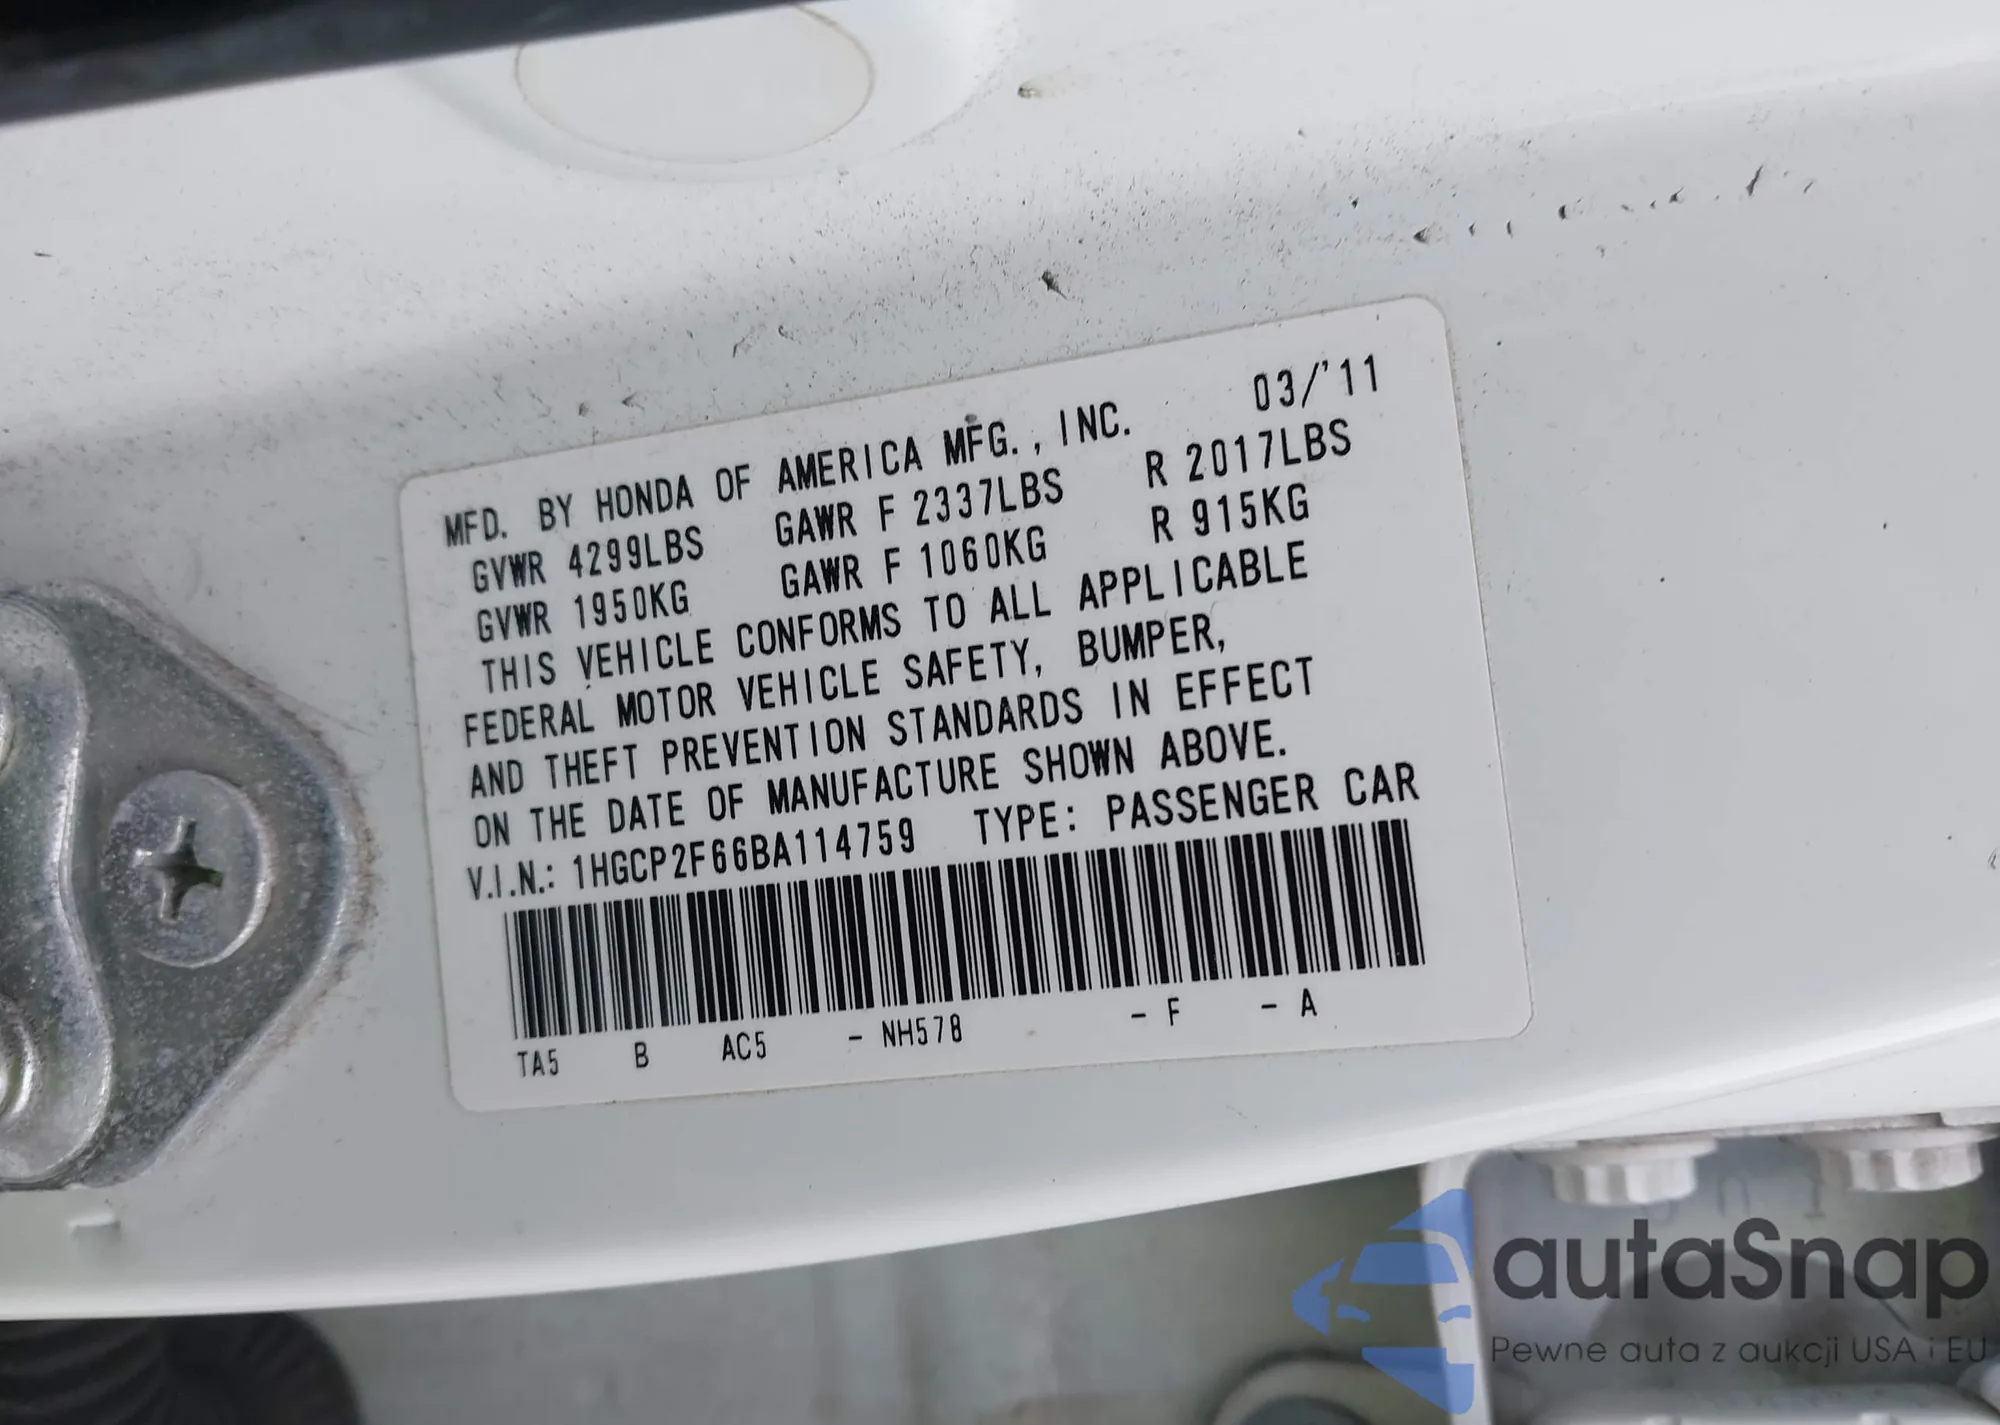 MFD. BY HONDA OF AMERICA MFG., INC. 03/'11
GVWR 4299LBS GAWR F 2337LBS R 2017LBS
GVWR 1950KG GAWR F 1060KG R 915KG
THIS VEHICLE CONFORMS TO ALL APPLICABLE
FEDERAL MOTOR VEHICLE SAFETY, BUMPER,
AND THEFT PREVENTION STANDARDS IN EFFECT
ON THE DATE OF MANUFACTURE SHOWN ABOVE.
V.I.N.: 1HGCP2F66BA114759 TYPE: PASSENGER CAR
TA5 B AC5 - NH578 - F - A
autaSnap
Pewne auta z aukcji USA i EU